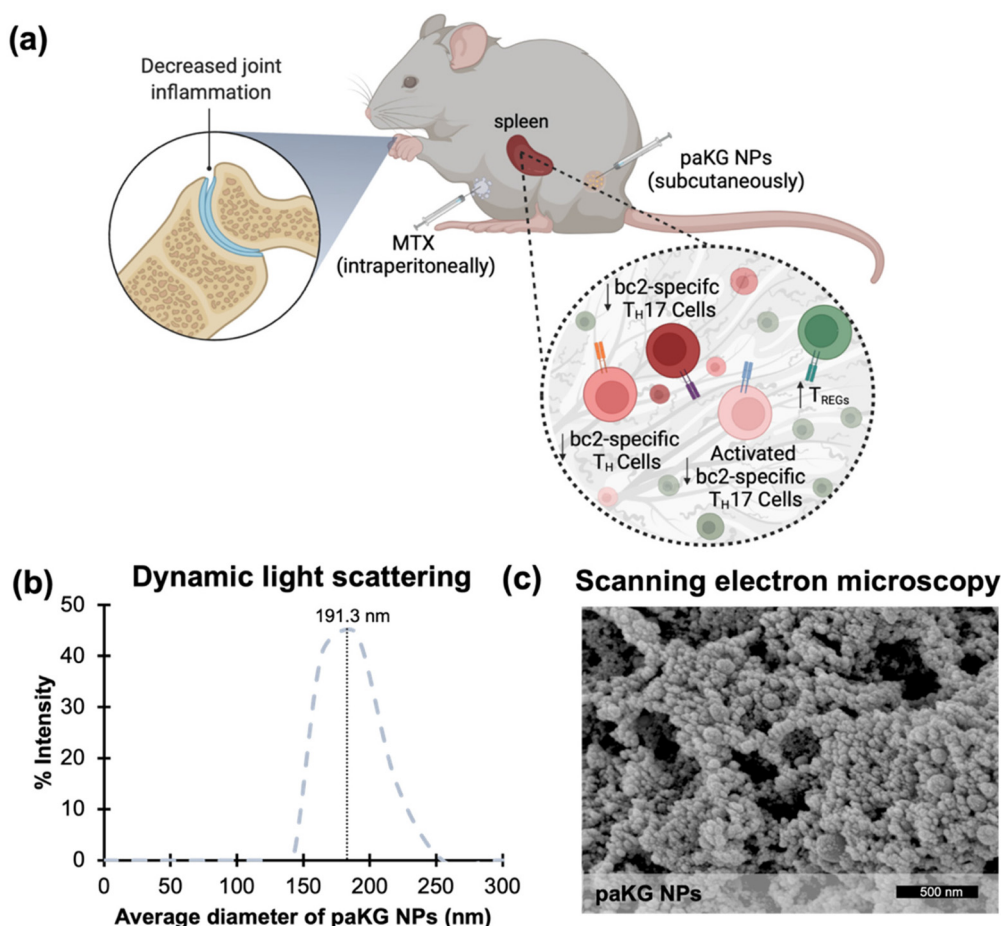 (a)
Decreased joint
inflammation
spleen
paKG NPs
(subcutaneously)
MTX
(intraperitoneally)
↓ bc2-specifc
TH17 Cells
↑ TREGs
↓ bc2-specific
TH Cells
Activated
↓ bc2-specific
TH17 Cells
(b) Dynamic light scattering
191.3 nm
50
40
30
20
10
0
% Intensity
0 50 100 150 200 250 300
Average diameter of paKG NPs (nm)
(c) Scanning electron microscopy
paKG NPs
500 nm